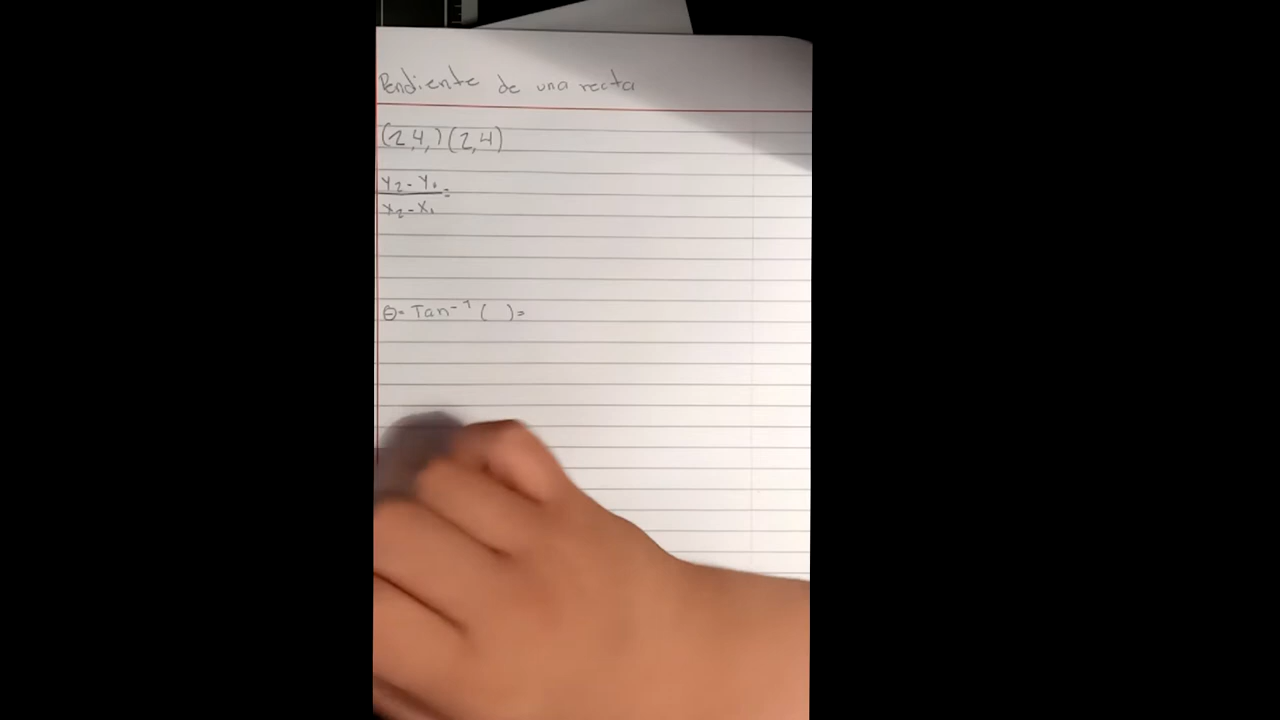 Pendiente de una recta
(2,4,) (2,4)
Y₂ - Y₁
X₂ - X₁ =
θ= Tan⁻¹ ( )=